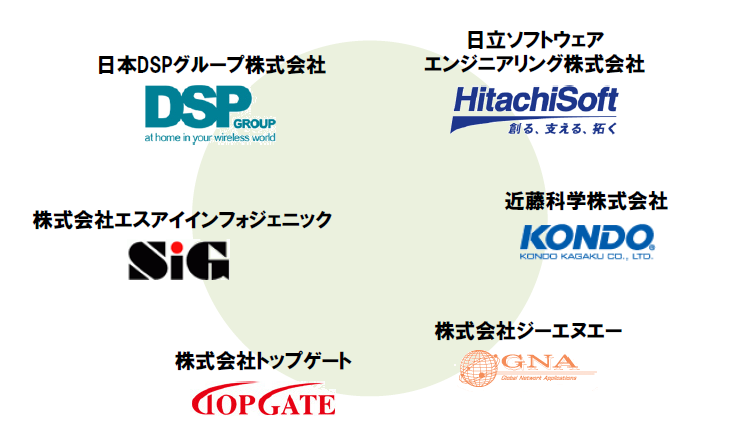 日本DSPグループ株式会社
DSP GROUP
at home in your wireless world
日立ソフトウェア
エンジニアリング株式会社
HitachiSoft
創る、支える、拓く
株式会社エスアイインフォジェニック
SiG
近藤科学株式会社
KONDO®
KONDO KAGAKU CO., LTD.
株式会社トップゲート
TOPGATE
株式会社ジーエヌエー
GNA
Global Network Applications